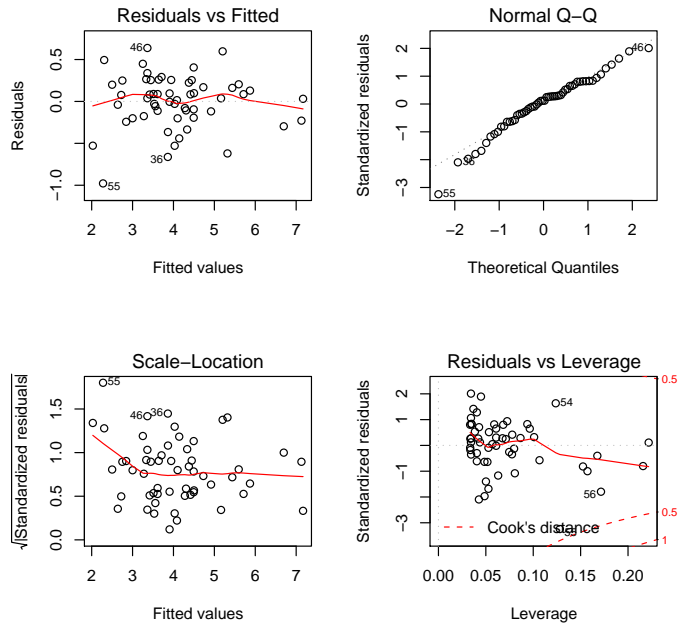 Residuals vs Fitted
Residuals
0.5
0.0
−1.0
46
36
55
2 3 4 5 6 7
Fitted values
Normal Q−Q
Standardized residuals
2
1
0
−1
−3
46
36
55
−2 −1 0 1 2
Theoretical Quantiles
Scale−Location
√|Standardized residuals|
1.5
1.0
0.5
0.0
55
46 36
2 3 4 5 6 7
Fitted values
Residuals vs Leverage
Standardized residuals
2
1
0
−1
−3
54
56
0.5
0.5
1
Cook's distance
0.00 0.05 0.10 0.15 0.20
Leverage